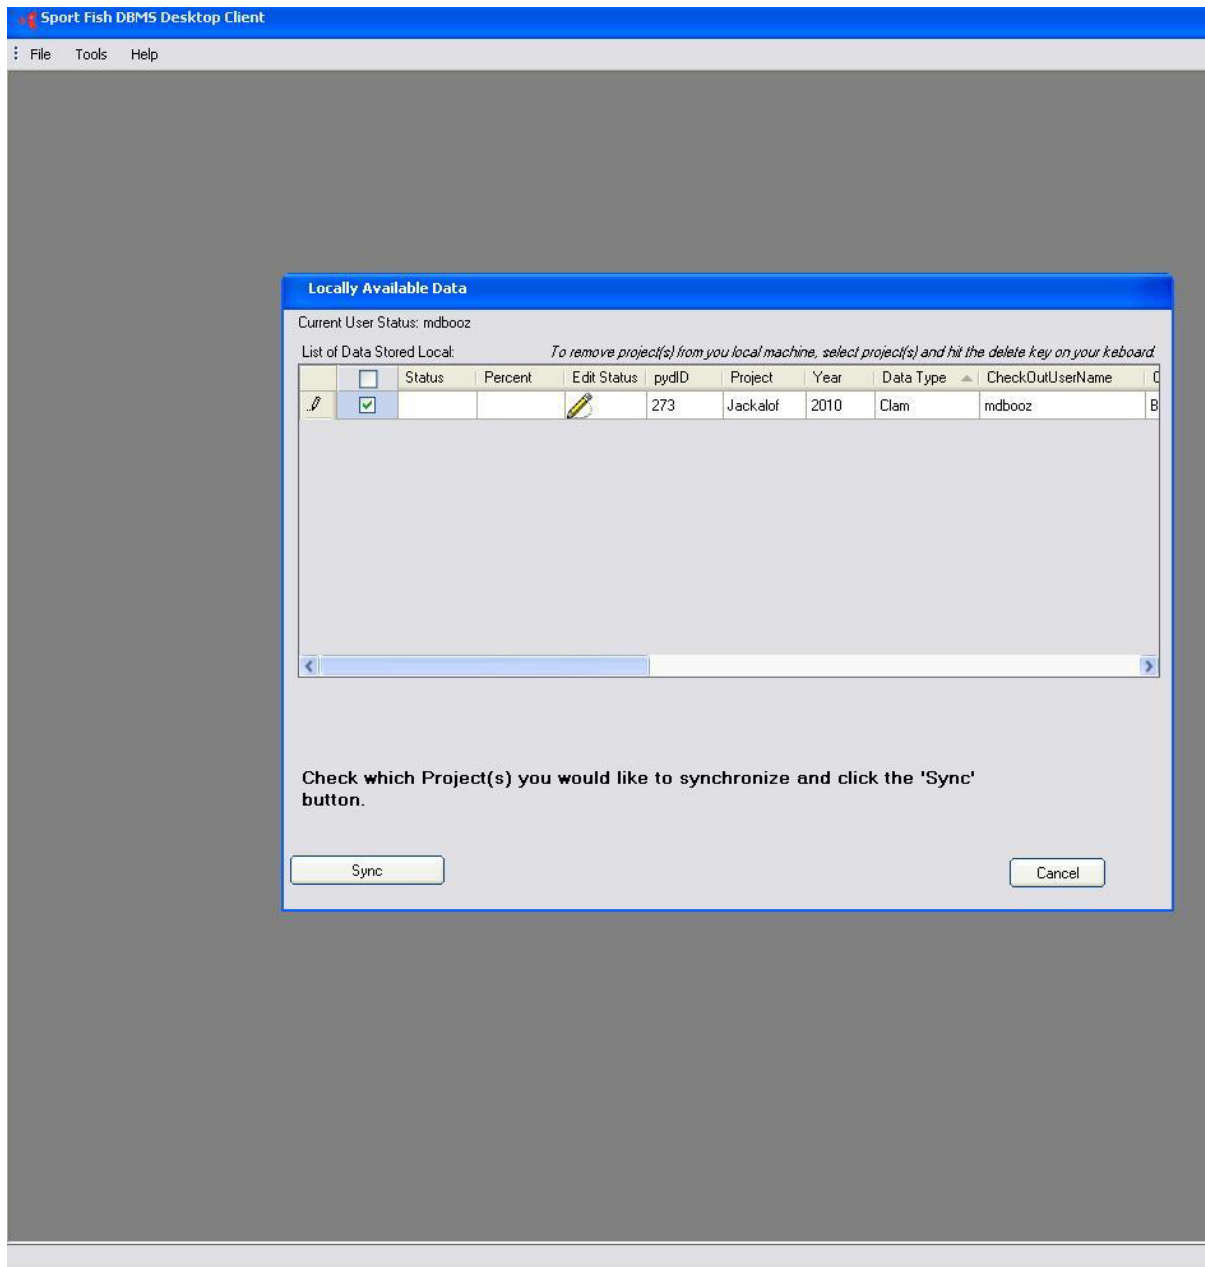 Sport Fish DBMS Desktop Client
File Tools Help
Locally Available Data
Current User Status: mdbooz
List of Data Stored Local: To remove project(s) from you local machine, select project(s) and hit the delete key on your keboard.
Status Percent Edit Status pydID Project Year Data Type CheckOutUserName
273 Jackalof 2010 Clam mdbooz B
Check which Project(s) you would like to synchronize and click the 'Sync'
button.
Sync Cancel